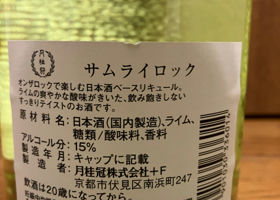 月桂冠
サムライロック
オンザロックで楽しむ日本酒ベースリキュール。
ライムの爽やかな酸味がきいた、飲み飽きしない
すっきりテイストのお酒です。
原材料名:日本酒(国内製造)、ライム、
糖類/酸味料、香料
アルコール分:15%
製造年月:キャップに記載
製造者:月桂冠株式会社+F
京都市伏見区南浜町247
飲酒は20歳になってから。